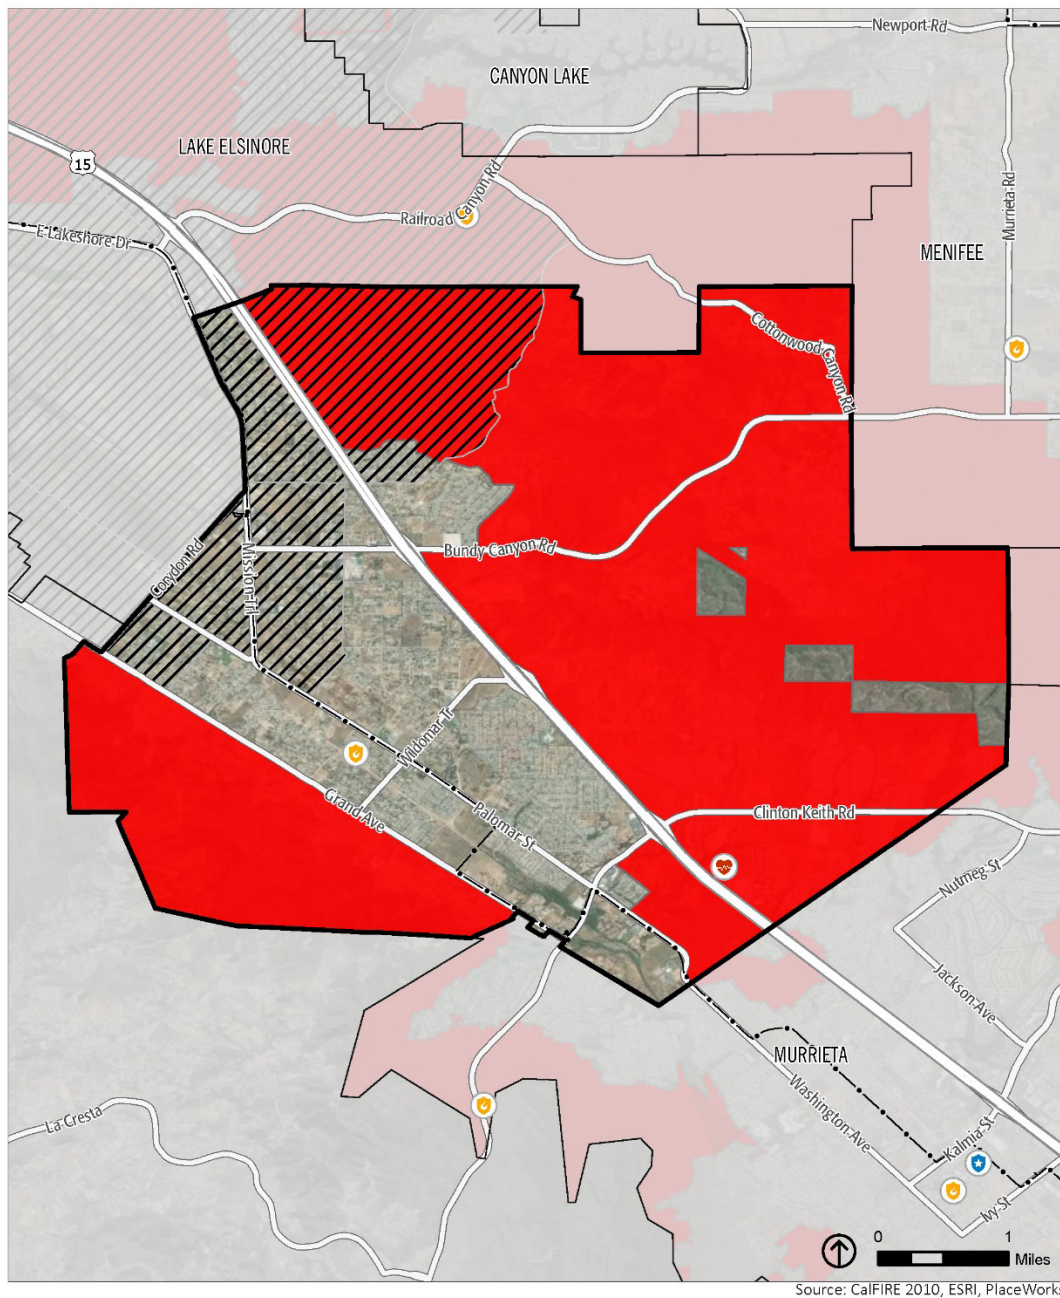 Newport Rd
CANYON LAKE
LAKE ELSINORE
15
Railroad Canyon Rd
Murrieta Rd
E Lakeshore Dr
MENIFEE
Cottonwood Canyon Rd
Bundy Canyon Rd
Corydon Rd
Mission Trl
Wildomar Tr
Grand Ave
Palomar St
Clinton Keith Rd
Nutmeg St
Jackson Ave
MURRIETA
Washington Ave
La Cresta
Kalmia St
Ivy St
0 1
Miles
Source: CalFIRE 2010, ESRI, PlaceWork